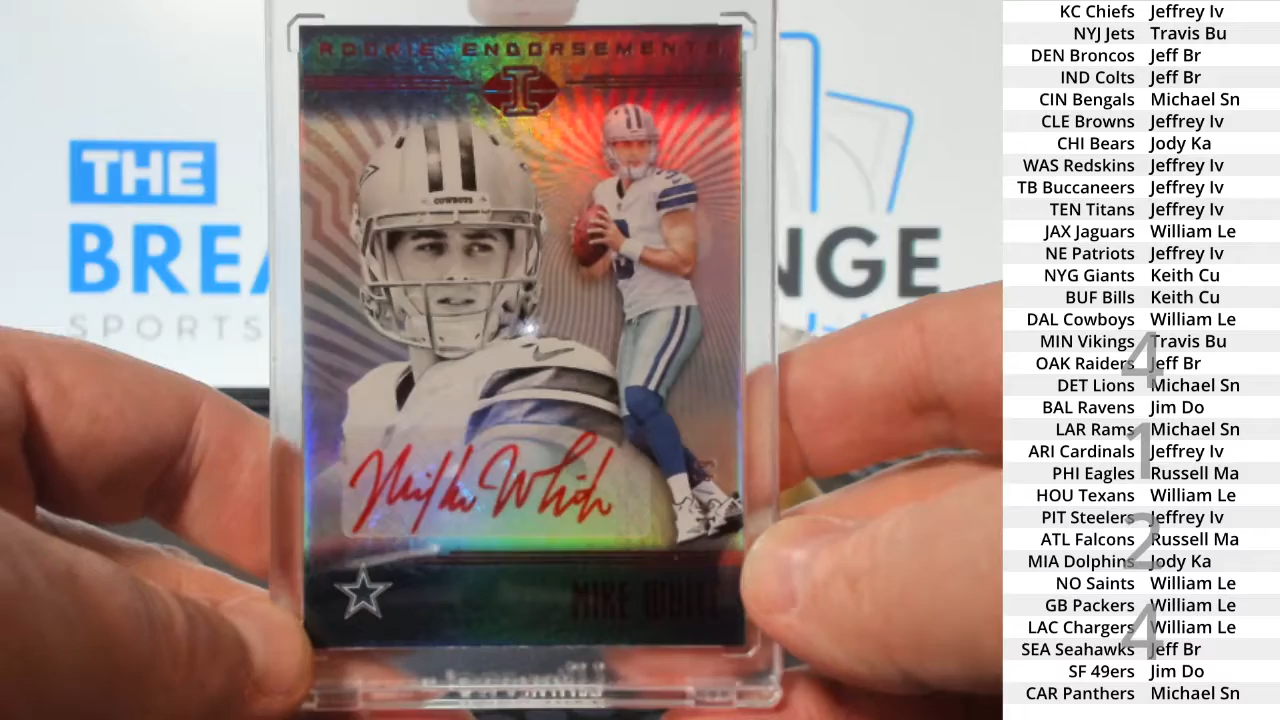 THE
BREA NGE
SPORTS
ROOKIE ENDORSEMENTS
I
COWBOYS
Mike White
MIKE WHITE
KC Chiefs Jeffrey Iv
NYJ Jets Travis Bu
DEN Broncos Jeff Br
IND Colts Jeff Br
CIN Bengals Michael Sn
CLE Browns Jeffrey Iv
CHI Bears Jody Ka
WAS Redskins Jeffrey Iv
TB Buccaneers Jeffrey Iv
TEN Titans Jeffrey Iv
JAX Jaguars William Le
NE Patriots Jeffrey Iv
NYG Giants Keith Cu
BUF Bills Keith Cu
DAL Cowboys William Le
MIN Vikings Travis Bu
OAK Raiders Jeff Br
DET Lions Michael Sn
BAL Ravens Jim Do
LAR Rams Michael Sn
ARI Cardinals Jeffrey Iv
PHI Eagles Russell Ma
HOU Texans William Le
PIT Steelers Jeffrey Iv
ATL Falcons Russell Ma
MIA Dolphins Jody Ka
NO Saints William Le
GB Packers William Le
LAC Chargers William Le
SEA Seahawks Jeff Br
SF 49ers Jim Do
CAR Panthers Michael Sn
4
1
2
4